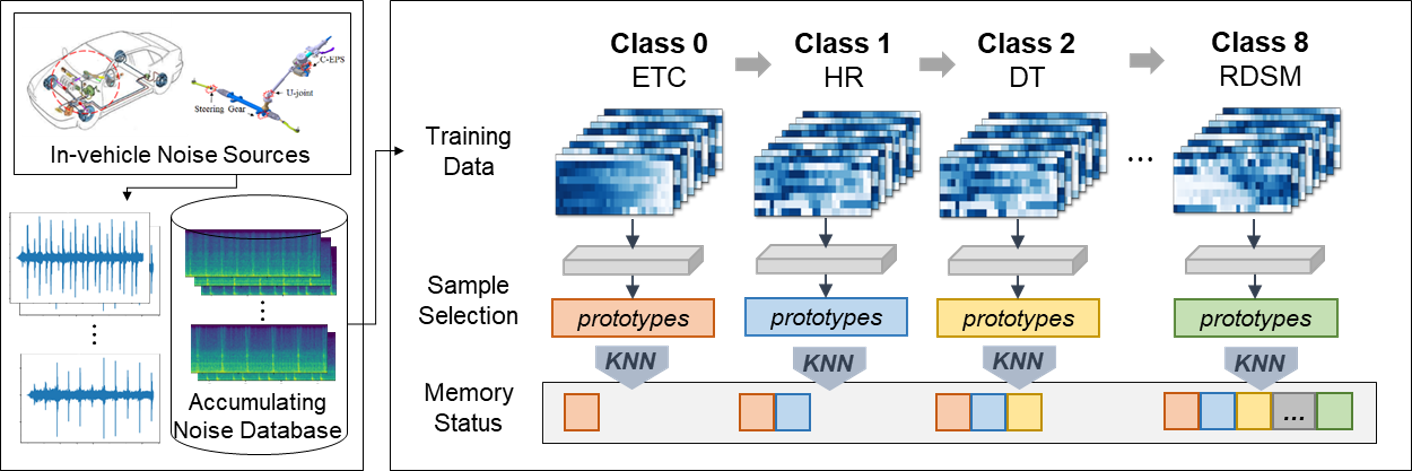 C-EPS
U-joint
Steering Gear
In-vehicle Noise Sources
Accumulating
Noise Database
Class 0
ETC
Class 1
HR
Class 2
DT
Class 8
RDSM
Training
Data
...
Sample
Selection
prototypes
prototypes
prototypes
prototypes
KNN
KNN
KNN
KNN
Memory
Status
...